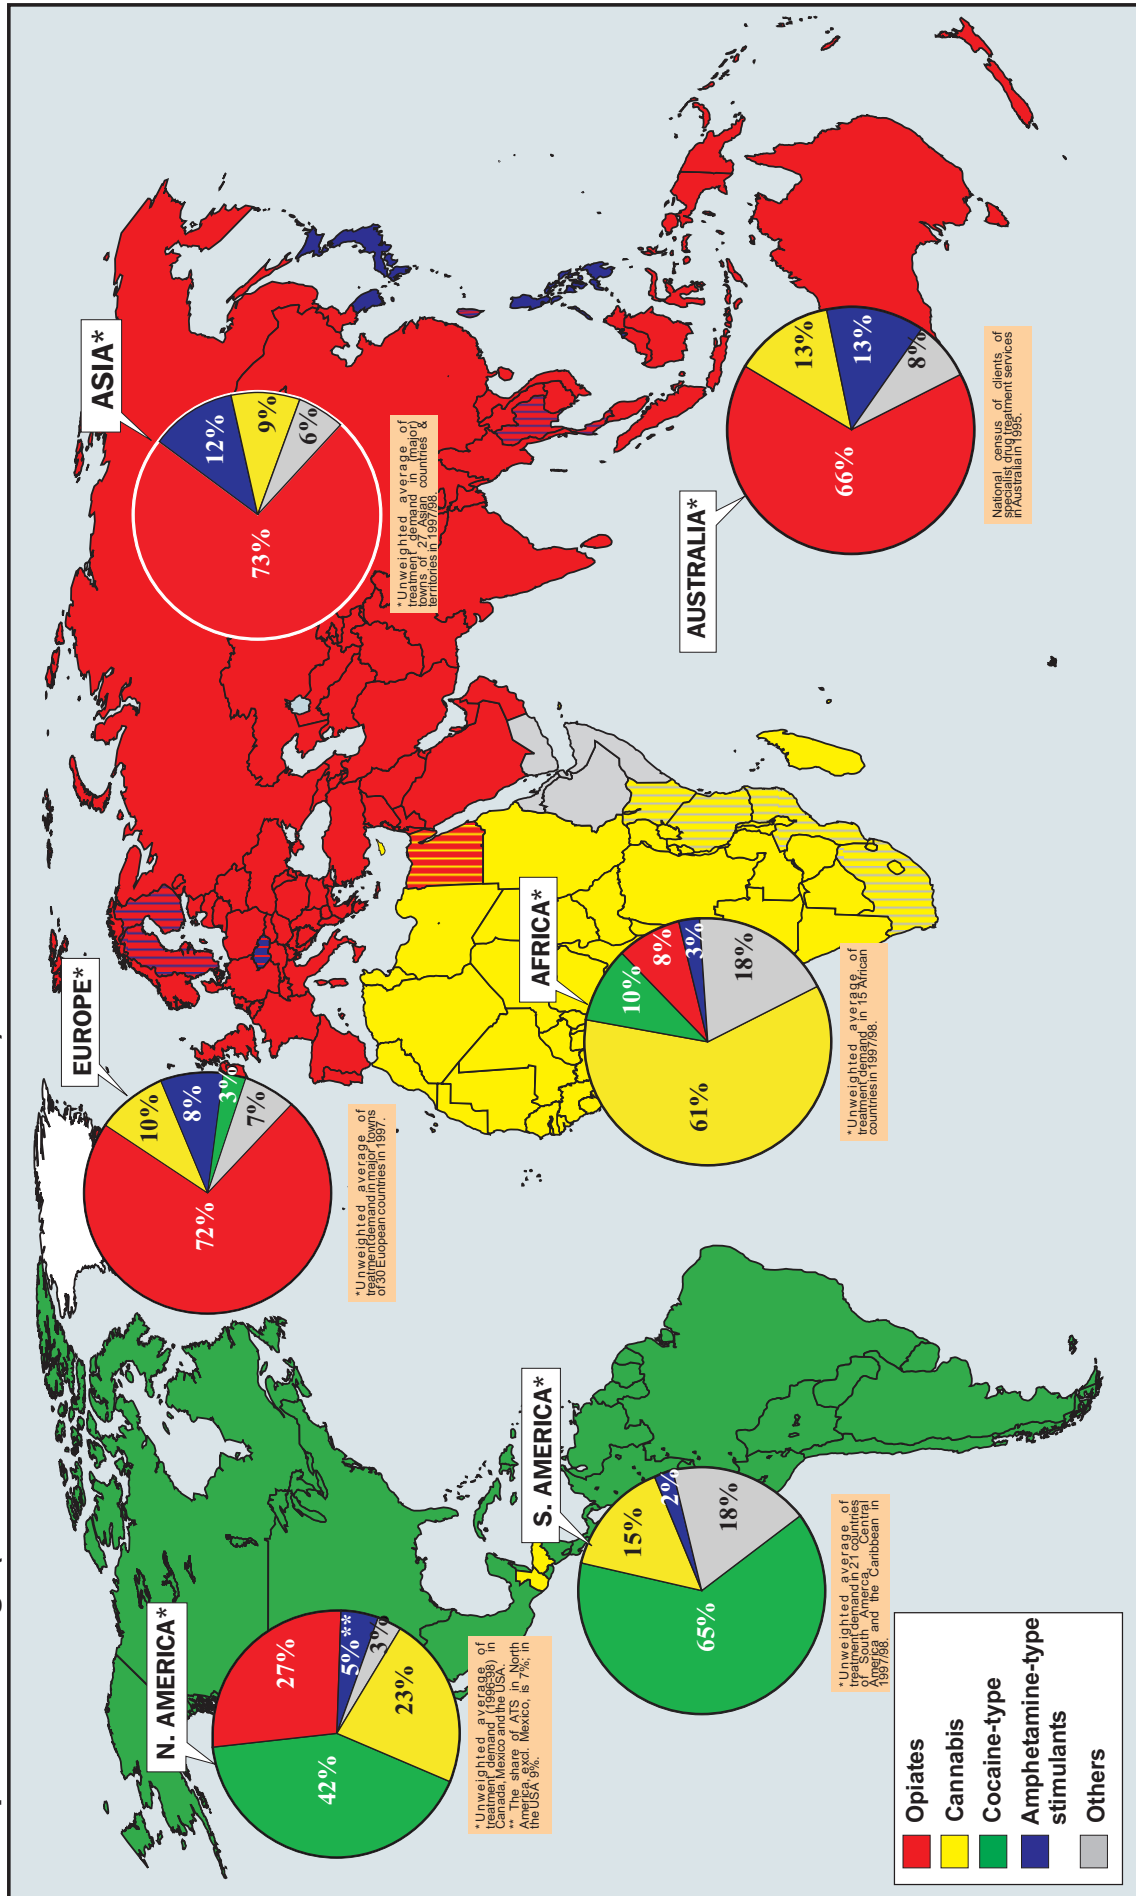 N. AMERICA*
42%
27%
5%**
3%
23%
*Unweighted average of
treatment demand (1996-98) in
Canada, Mexico and the USA.
** The share of ATS in North
America, excl. Mexico, is 7%; in
the USA 9%.
S. AMERICA*
15%
2%
18%
65%
*Unweighted average of
treatment demand in 21 countries
of South America, Central
America and the Caribbean in
1997/98.
EUROPE*
72%
10%
8%
3%
7%
*Unweighted average of
treatment demand in major towns
of 30 European countries in 1997.
AFRICA*
10%
8%
3%
18%
61%
*Unweighted average of
treatment demand in 15 African
countries in 1997/98.
ASIA*
73%
12%
9%
6%
*Unweighted average of
treatment demand in (major)
towns of 27 Asian countries &
territories in 1997/98.
AUSTRALIA*
66%
13%
13%
8%
National census of clients of
specialist drug treatment services
in Australia in 1995.
Opiates
Cannabis
Cocaine-type
Amphetamine-type
stimulants
Others